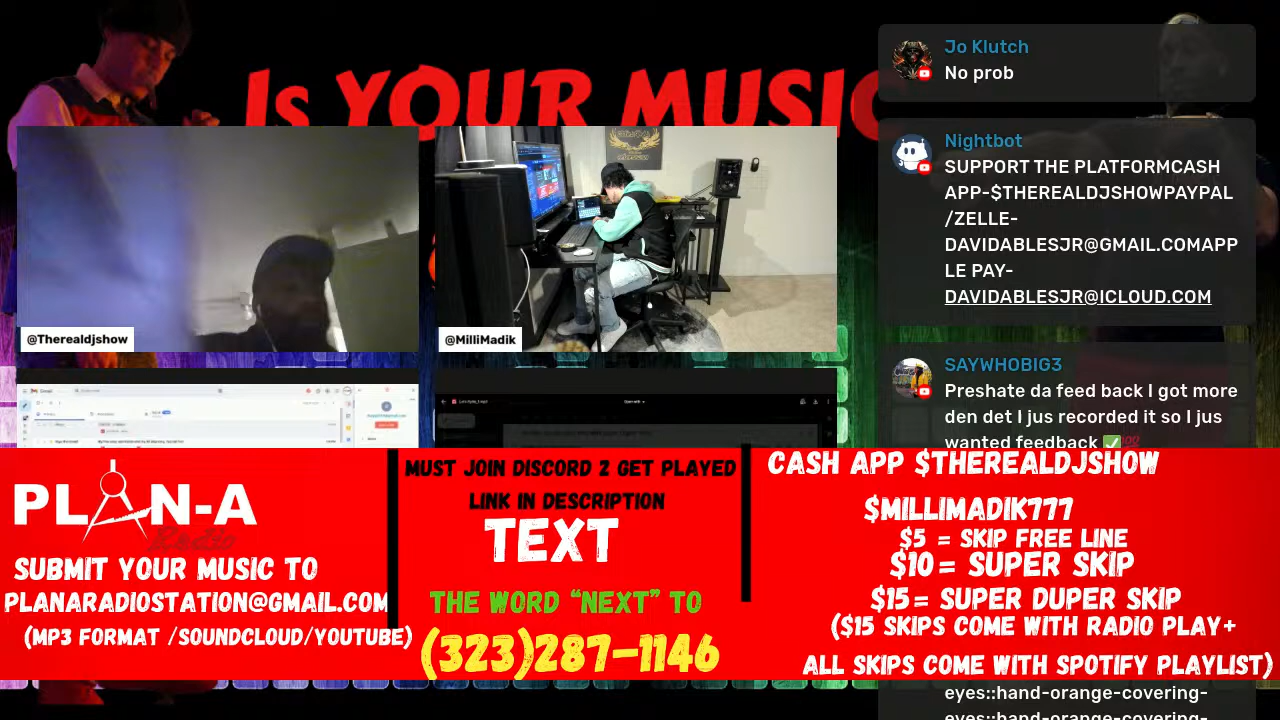 Is YOUR MUSIC
@Therealdjshow
@MilliMadik
Jo Klutch
No prob
Nightbot
SUPPORT THE PLATFORMCASH
APP-$THEREALDJSHOWPAYPAL
/ZELLE-
DAVIDABLESJR@GMAIL.COMAPP
LE PAY-
DAVIDABLESJR@ICLOUD.COM
SAYWHOBIG3
Preshate da feed back I got more
den det I jus recorded it so I jus
wanted feedback ✅💯
PLAN-A
Radio
SUBMIT YOUR MUSIC TO
PLANARADIOSTATION@GMAIL.COM
(MP3 FORMAT /SOUNDCLOUD/YOUTUBE)
MUST JOIN DISCORD 2 GET PLAYED
LINK IN DESCRIPTION
TEXT
THE WORD “NEXT” TO
(323)287-1146
CASH APP $THEREALDJSHOW
$MILLIMADIK777
$5 = SKIP FREE LINE
$10 = SUPER SKIP
$15 = SUPER DUPER SKIP
($15 SKIPS COME WITH RADIO PLAY+
ALL SKIPS COME WITH SPOTIFY PLAYLIST)
eyes::hand-orange-covering-
eyes::hand-orange-covering-